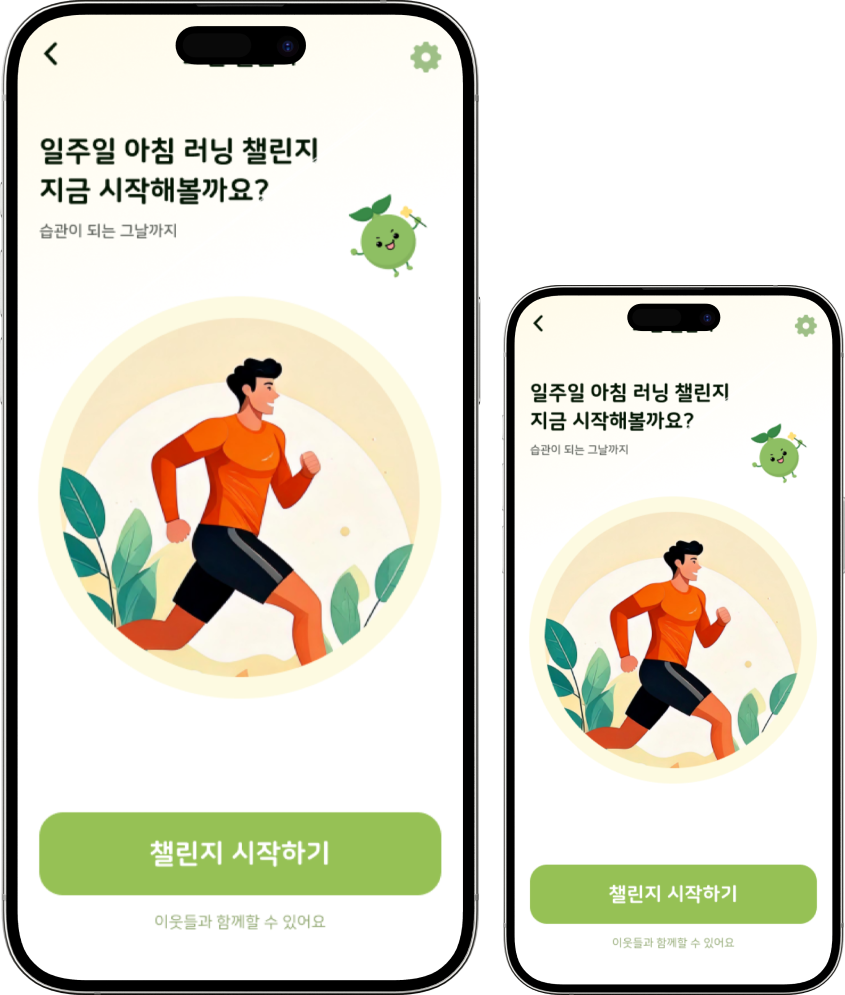 일주일 아침 러닝 챌린지
지금 시작해볼까요?
습관이 되는 그날까지
챌린지 시작하기
이웃들과 함께할 수 있어요
일주일 아침 러닝 챌린지
지금 시작해볼까요?
습관이 되는 그날까지
챌린지 시작하기
이웃들과 함께할 수 있어요